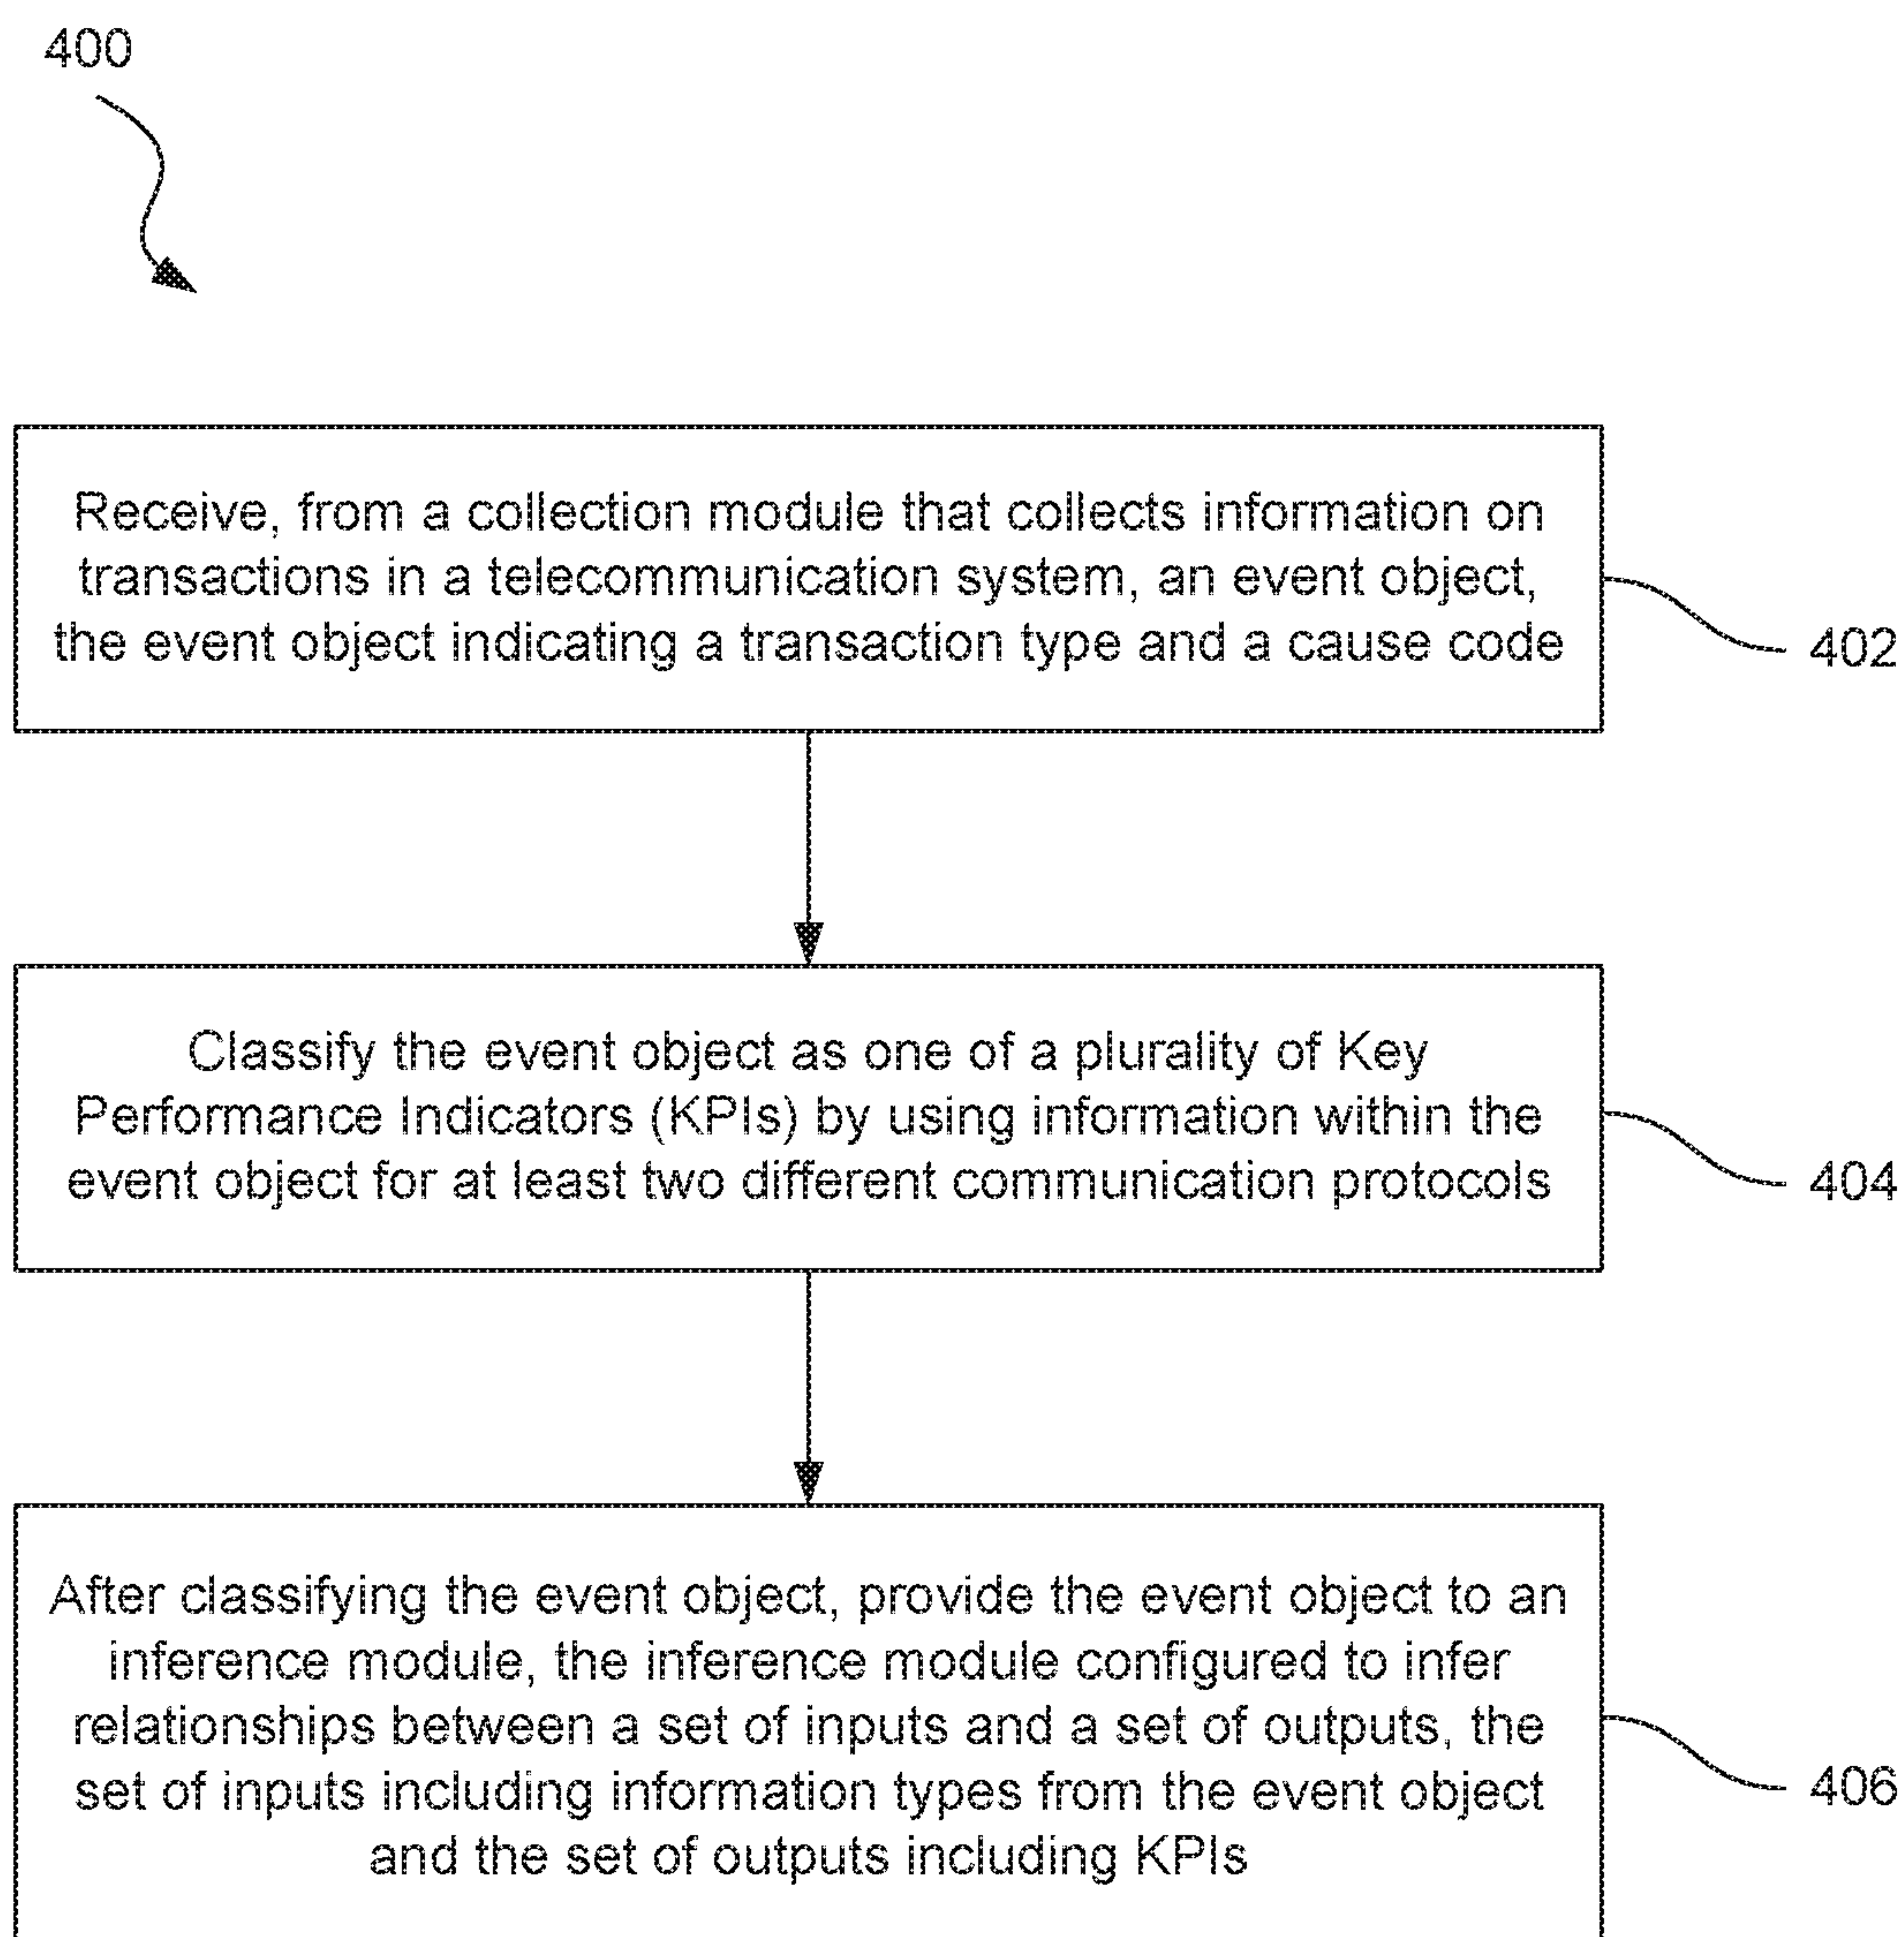 400
Receive, from a collection module that collects information on
transactions in a telecommunication system, an event object,
the event object indicating a transaction type and a cause code
402
Classify the event object as one of a plurality of Key
Performance Indicators (KPIs) by using information within the
event object for at least two different communication protocols
404
After classifying the event object, provide the event object to an
inference module, the inference module configured to infer
relationships between a set of inputs and a set of outputs, the
set of inputs including information types from the event object
and the set of outputs including KPIs
406